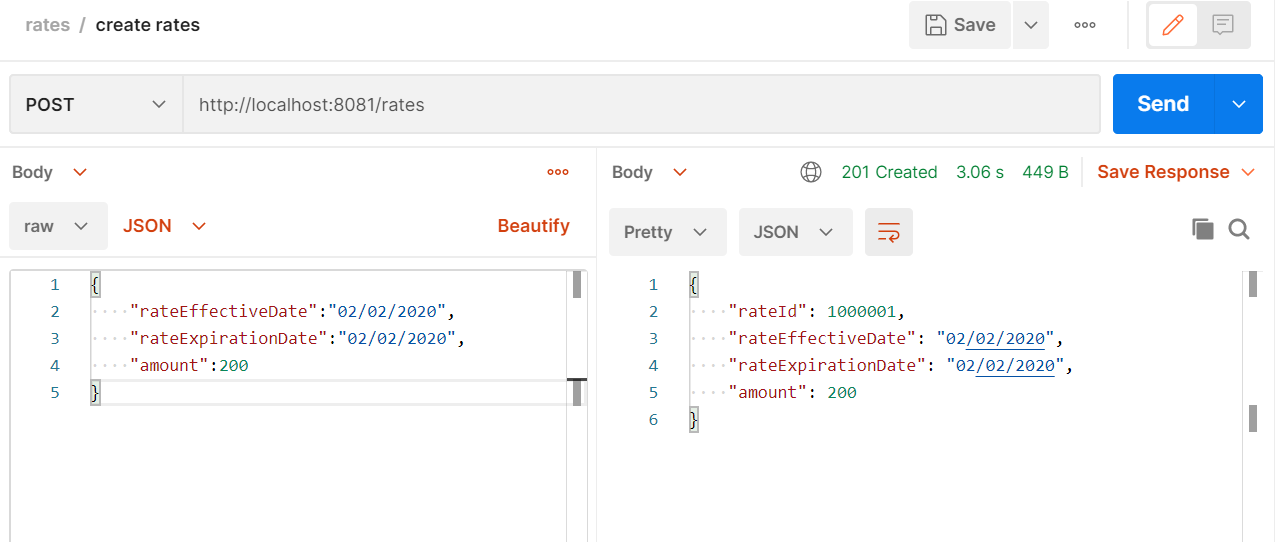 rates / create rates
Save
POST
http://localhost:8081/rates
Send
Body
raw
JSON
Beautify
1 {
2 "rateEffectiveDate":"02/02/2020",
3 "rateExpirationDate":"02/02/2020",
4 "amount":200
5 }
Body
201 Created 3.06 s 449 B
Save Response
Pretty
JSON
1 {
2 "rateId": 1000001,
3 "rateEffectiveDate": "02/02/2020",
4 "rateExpirationDate": "02/02/2020",
5 "amount": 200
6 }